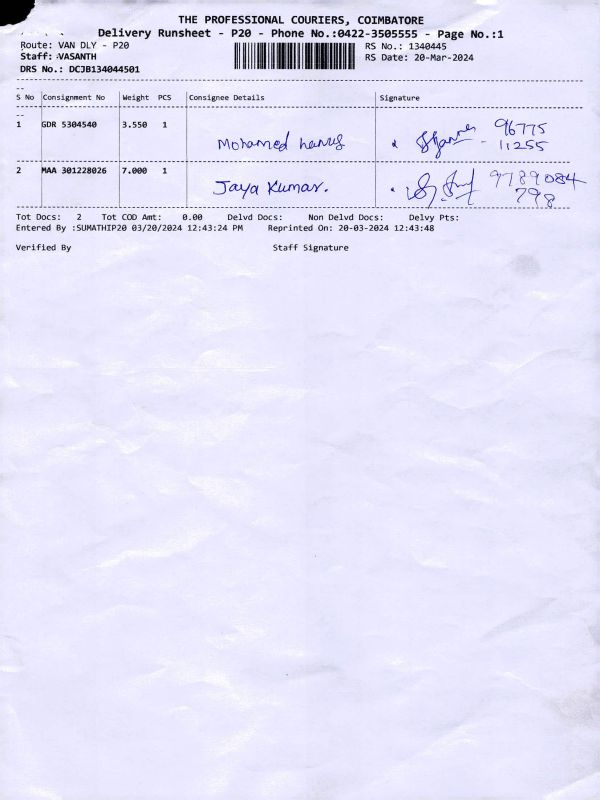 THE PROFESSIONAL COURIERS, COIMBATORE
Delivery Runsheet - P20 - Phone No.:0422-3505555 - Page No.:1
Route: VAN DLY - P20
RS No.: 1340445
Staff: VASANTH
RS Date: 20-Mar-2024
DRS No.: DCJB134044501
S No Consignment No Weight PCS Consignee Details Signature
1 GDR 5304540 3.550 1 Mohamed 96775
11255
2 MAA 301228026 7.000 1 Jaya Kumar. 9789084
798
Tot Docs: 2 Tot COD Amt: 0.00 Delvd Docs: Non Delvd Docs: Delvy Pts:
Entered By :SUMATHIP20 03/20/2024 12:43:24 PM Reprinted On: 20-03-2024 12:43:48
Verified By Staff Signature